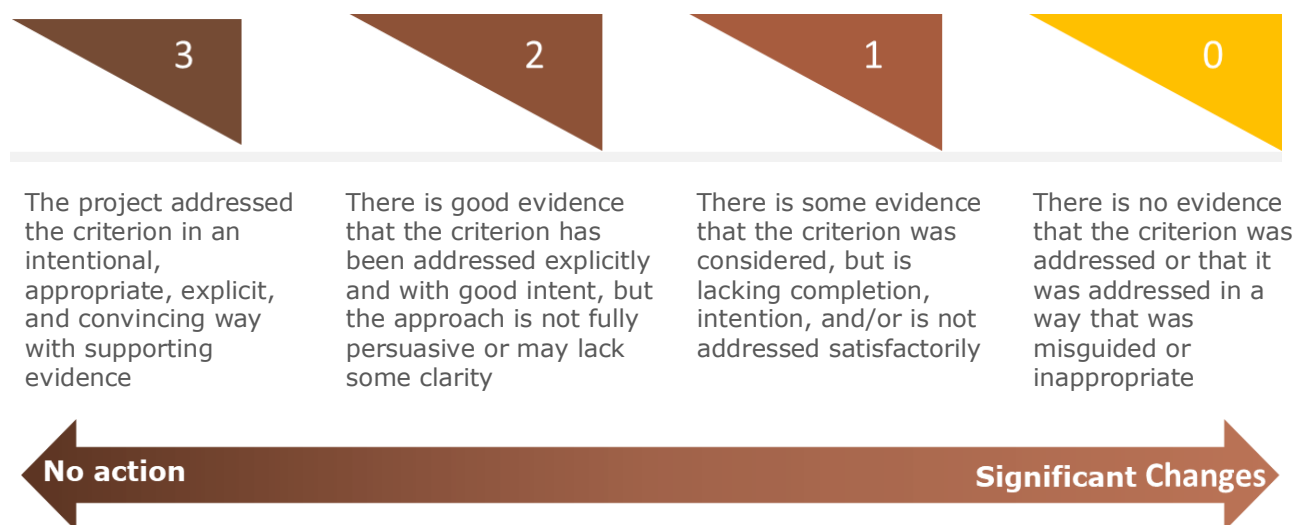 3
2
1
0
The project addressed
the criterion in an
intentional,
appropriate, explicit,
and convincing way
with supporting
evidence
There is good evidence
that the criterion has
been addressed explicitly
and with good intent, but
the approach is not fully
persuasive or may lack
some clarity
There is some evidence
that the criterion was
considered, but is
lacking completion,
intention, and/or is not
addressed satisfactorily
There is no evidence
that the criterion was
addressed or that it
was addressed in a
way that was
misguided or
inappropriate
No action
Significant Changes